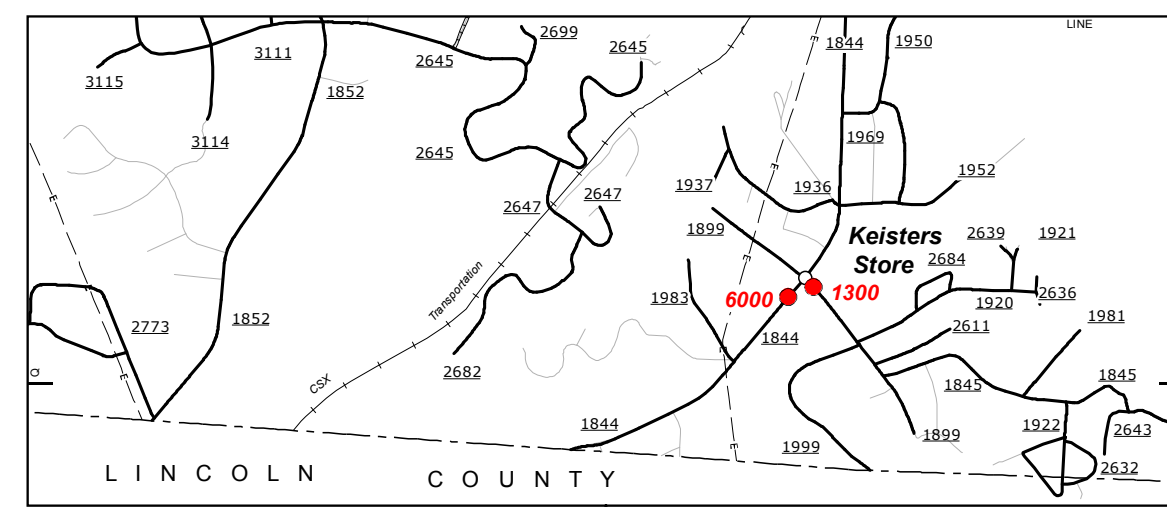 LINE
2699
2645
1844
1950
3111
2645
3115
1852
3114
1969
2645
1952
1937
1936
2647
2647
1899
Keisters
Store
2639
1921
2684
Transportation
1983
6000
1300
1920
2636
2773
1852
1844
2611
1981
Q
CSX
2682
1845
1845
1844
1999
1899
1922
2643
2632
LINCOLN COUNTY
E
E
E
E
E
E
E
E